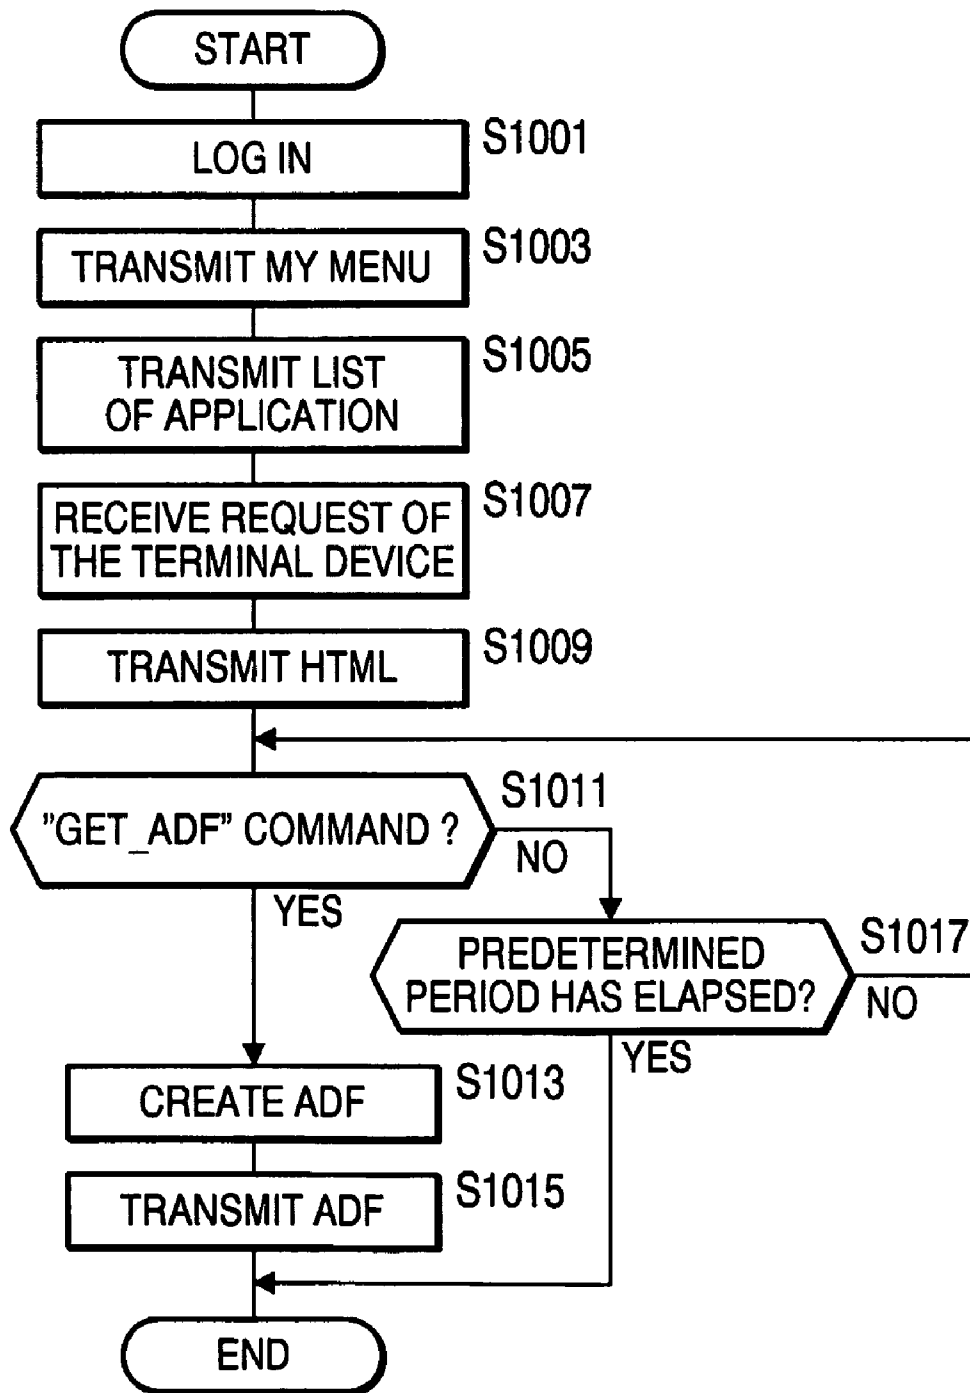 START
LOG IN
S1001
TRANSMIT MY MENU
S1003
TRANSMIT LIST
OF APPLICATION
S1005
RECEIVE REQUEST OF
THE TERMINAL DEVICE
S1007
TRANSMIT HTML
S1009
"GET_ADF" COMMAND ?
S1011
NO
YES
PREDETERMINED
PERIOD HAS ELAPSED?
S1017
NO
YES
CREATE ADF
S1013
TRANSMIT ADF
S1015
END